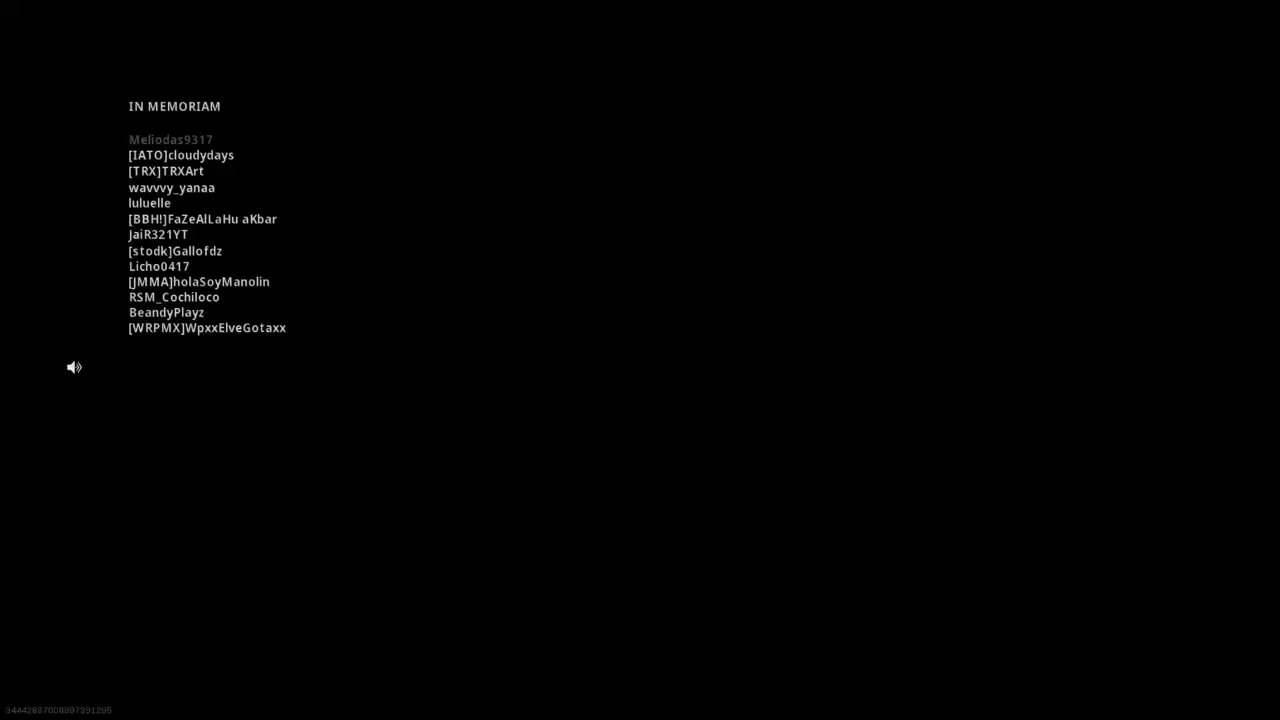 IN MEMORIAM
Meliodas9317
[IATO]cloudydays
[TRX]TRXArt
wavvvy_yanaa
luluelle
[BBH!]FaZeAlLaHu aKbar
JaiR321YT
[stodk]Gallofdz
Licho0417
[JMMA]holaSoyManolin
RSM_Cochiloco
BeandyPlayz
[WRPMX]WpxxElveGotaxx